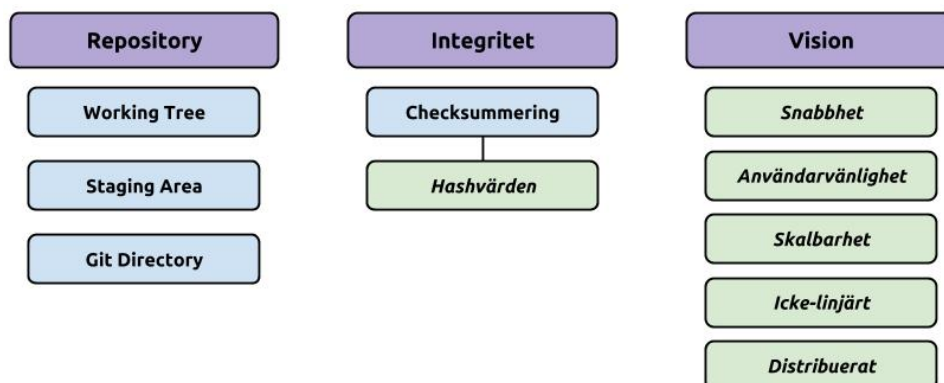 Repository
Working Tree
Staging Area
Git Directory
Integritet
Checksummering
Hashvärden
Vision
Snabbhet
Användarvänlighet
Skalbarhet
Icke-linjärt
Distribuerat